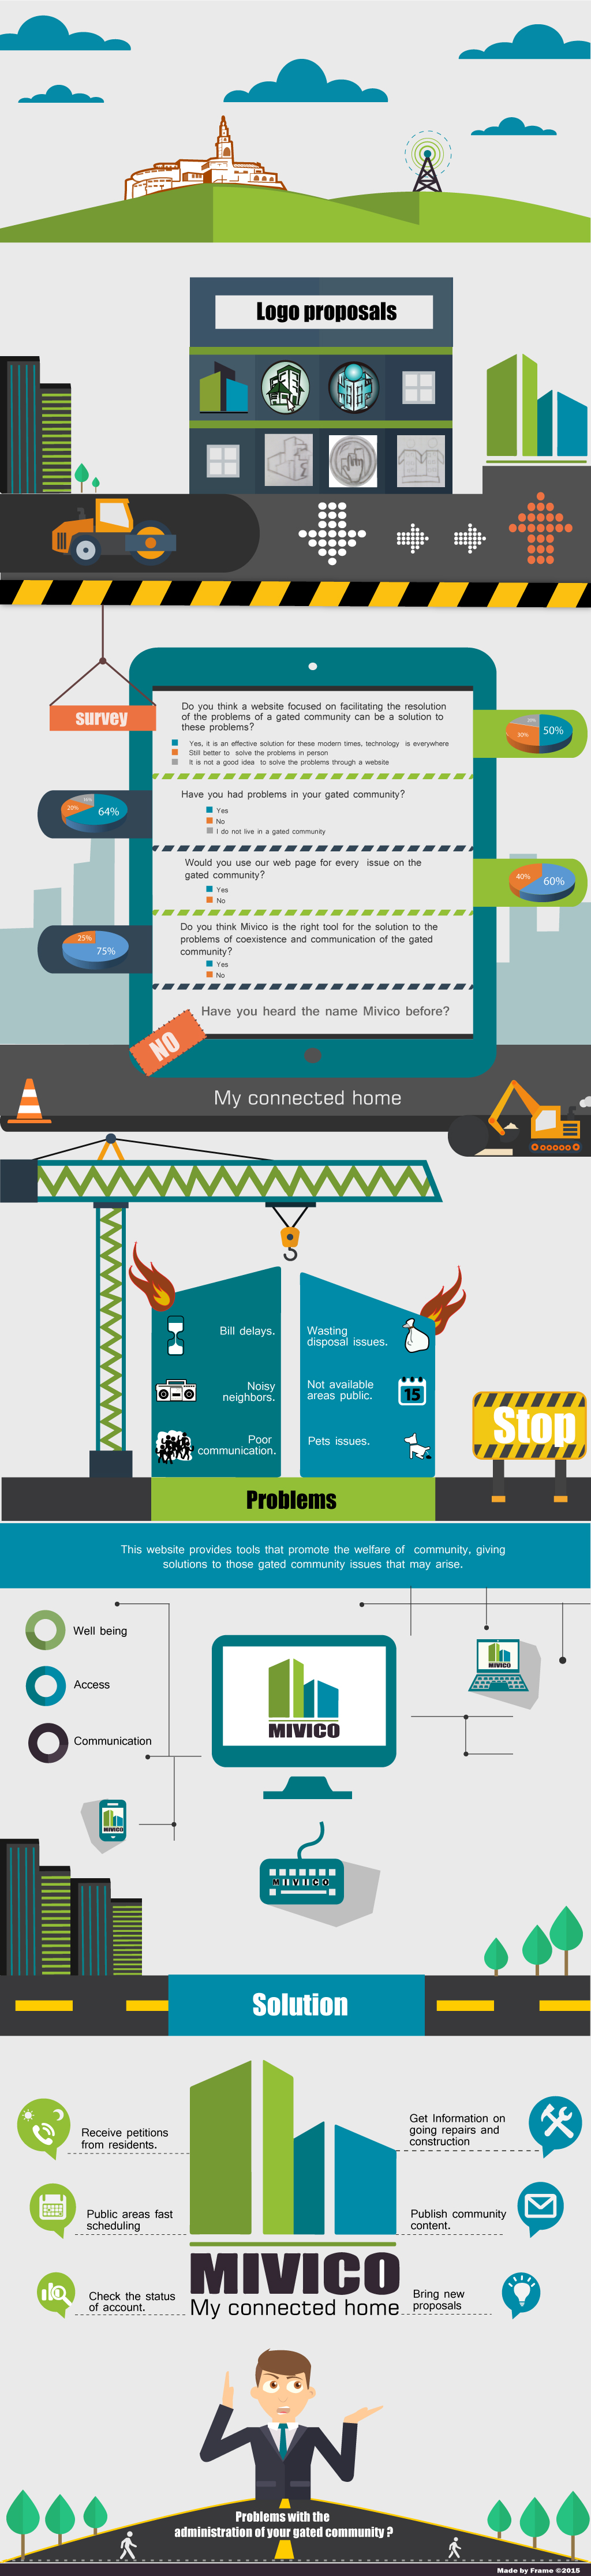 Logo proposals
survey
Do you think a website focused on facilitating the resolution
of the problems of a gated community can be a solution to
these problems?
Yes, it is an effective solution for these modern times, technology is everywhere
Still better to solve the problems in person
It is not a good idea to solve the problems through a website
20%
50%
30%
Have you had problems in your gated community?
Yes
No
I do not live in a gated community
20%
64%
Would you use our web page for every issue on the
gated community?
Yes
No
40%
60%
Do you think Mivico is the right tool for the solution to the
problems of coexistence and communication of the gated
community?
Yes
No
25%
75%
Have you heard the name Mivico before?
NO
My connected home
Bill delays.
Noisy
neighbors.
Poor
communication.
Wasting
disposal issues.
Not available
areas public.
15
Pets issues.
Stop
Problems
This website provides tools that promote the welfare of community, giving
solutions to those gated community issues that may arise.
Well being
Access
Communication
MIVICO
MIVICO
MIVICO
M I V I I C O
Solution
Receive petitions
from residents.
Public areas fast
scheduling
Check the status
of account.
Get Information on
going repairs and
construction
Publish community
content.
Bring new
proposals
MIVICO
My connected home
Problems with the
administration of your gated community ?
Made by Frame ©2015